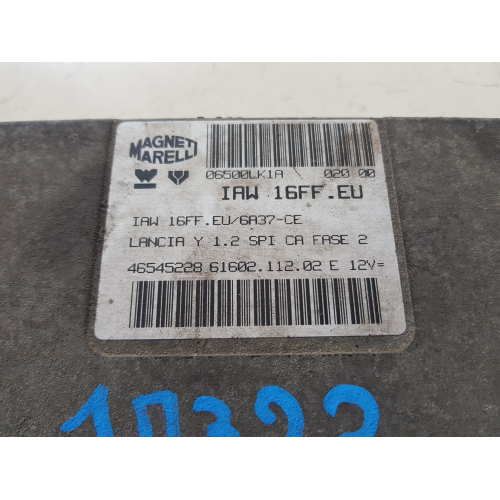 MAGNETI
MARELLI
06500LK1A 020 00
IAW 16FF.EU
IAW 16FF.EU/6A37-CE
LANCIA Y 1.2 SPI CA FASE 2
46545228 61602.112.02 E 12V=